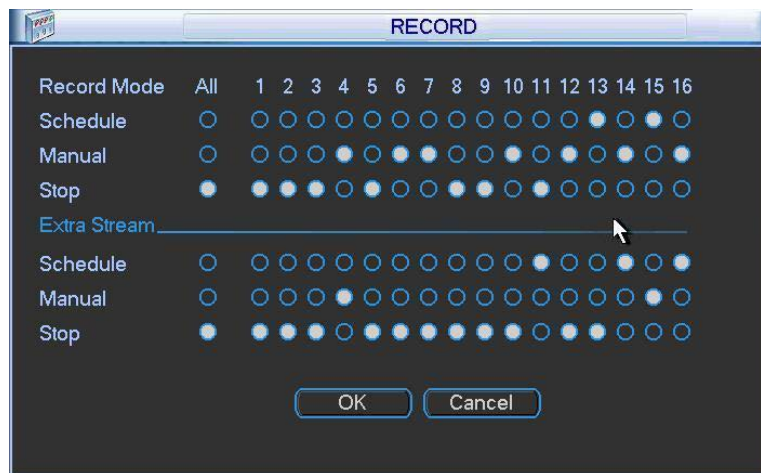 RECORD
Record Mode All 1 2 3 4 5 6 7 8 9 10 11 12 13 14 15 16
Schedule
Manual
Stop
Extra Stream
Schedule
Manual
Stop
OK Cancel